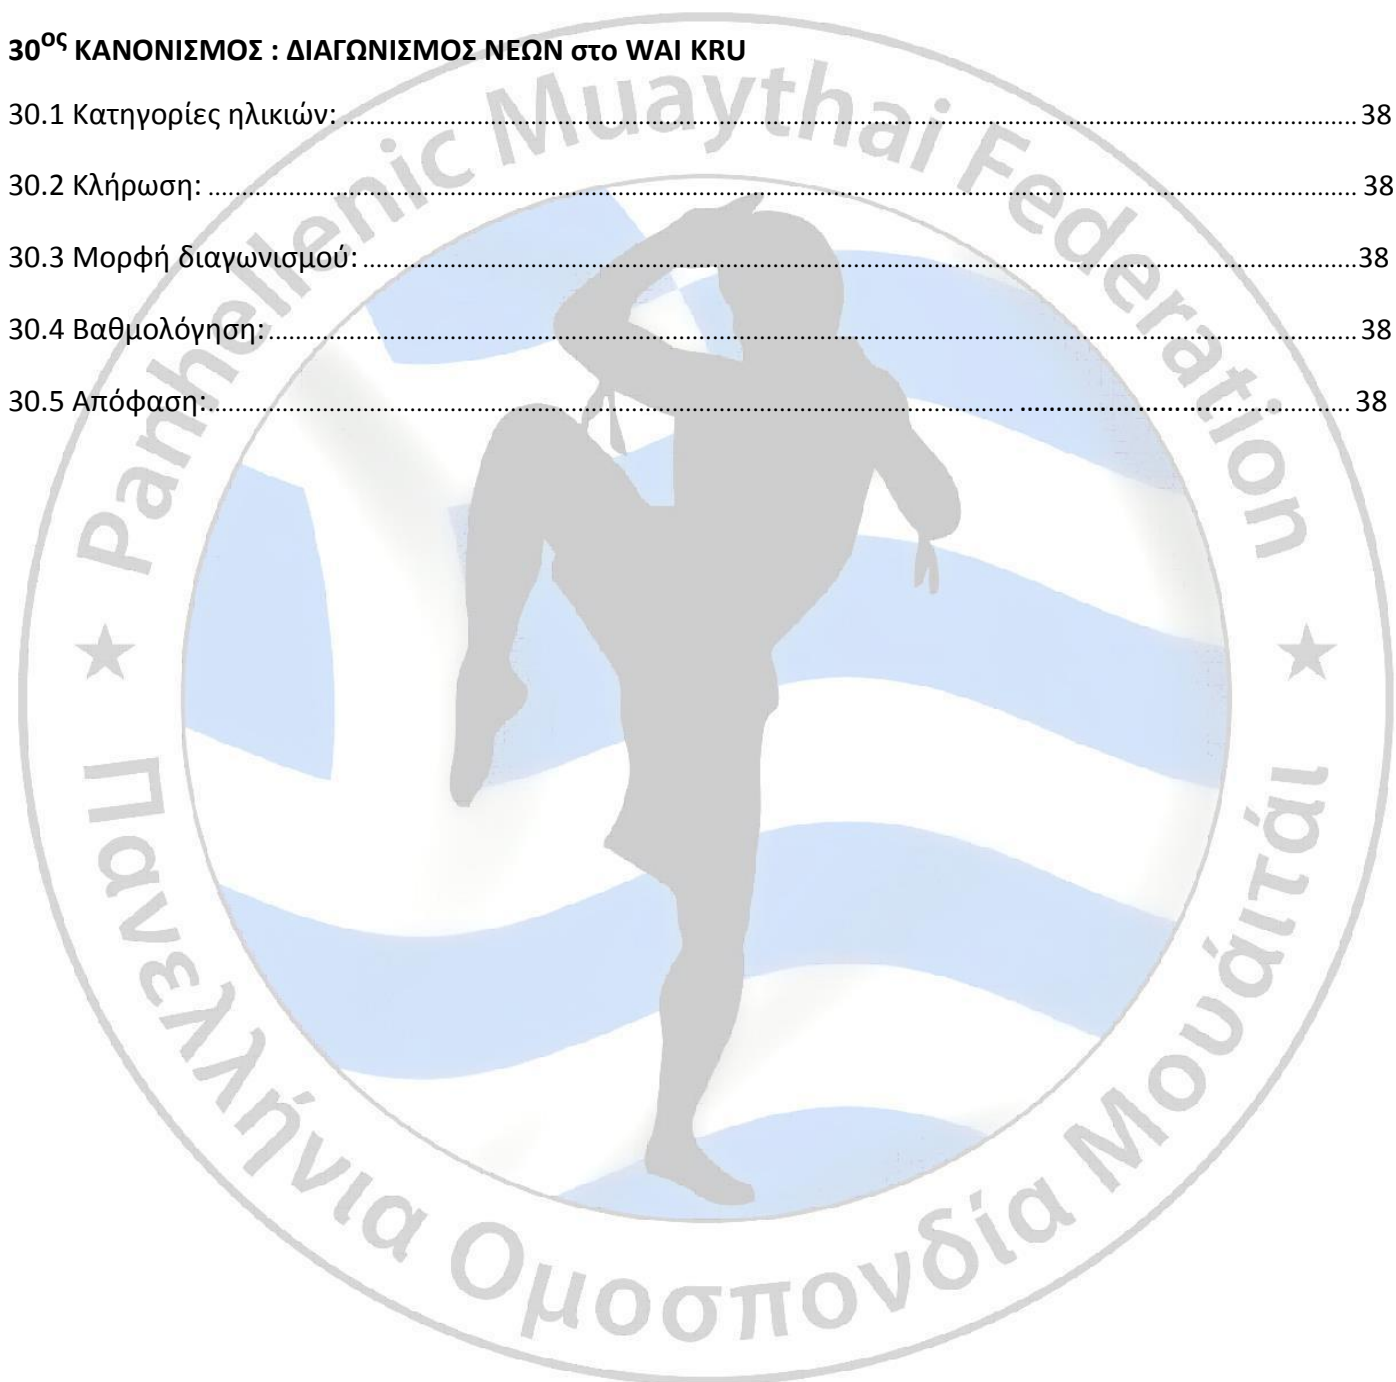 30ος ΚΑΝΟΝΙΣΜΟΣ : ΔΙΑΓΩΝΙΣΜΟΣ ΝΕΩΝ στο WAI KRU
30.1 Κατηγορίες ηλικιών: 38
30.2 Κλήρωση: 38
30.3 Μορφή διαγωνισμού: 38
30.4 Βαθμολόγηση: 38
30.5 Απόφαση: 38
Panhellenic Muaythai Federation
Πανελλήνια Ομοσπονδία Μουάιτάι